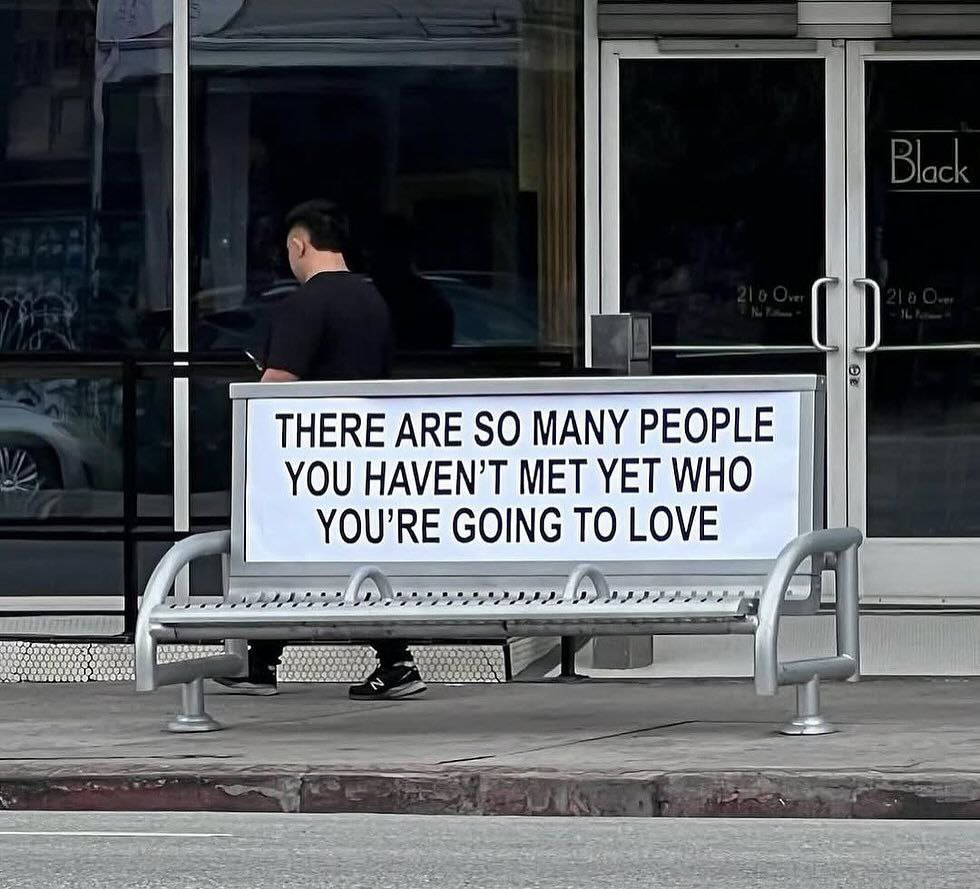 Black
21 & Over
21 & Over
THERE ARE SO MANY PEOPLE
YOU HAVEN'T MET YET WHO
YOU'RE GOING TO LOVE
N